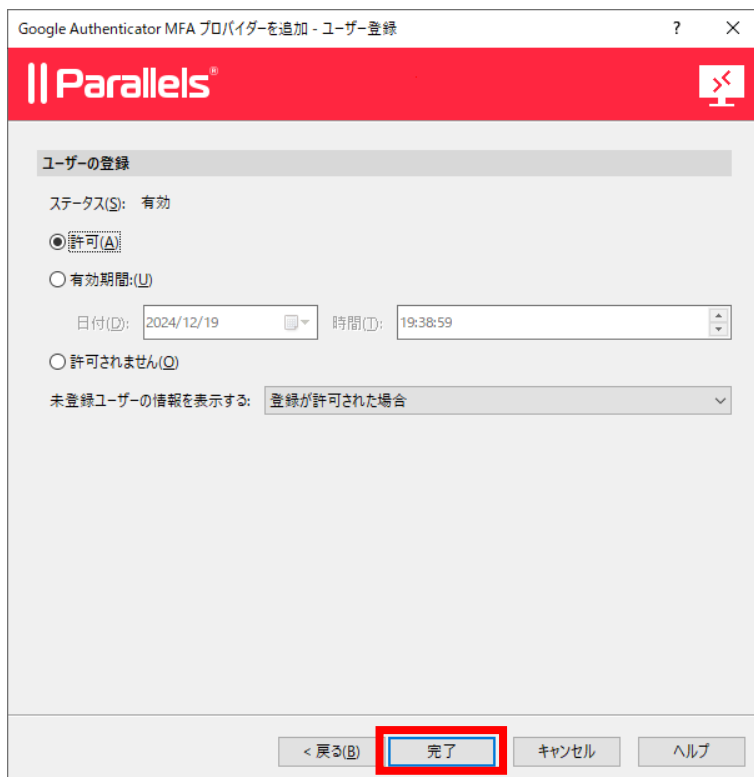 Google Authenticator MFA プロバイダーを追加 - ユーザー登録
Parallels®
ユーザーの登録
ステータス(S): 有効
許可(A)
有効期間:(U)
日付(D): 2024/12/19 時間(T): 19:38:59
許可されません(O)
未登録ユーザーの情報を表示する: 登録が許可された場合
< 戻る(B) 完了 キャンセル ヘルプ